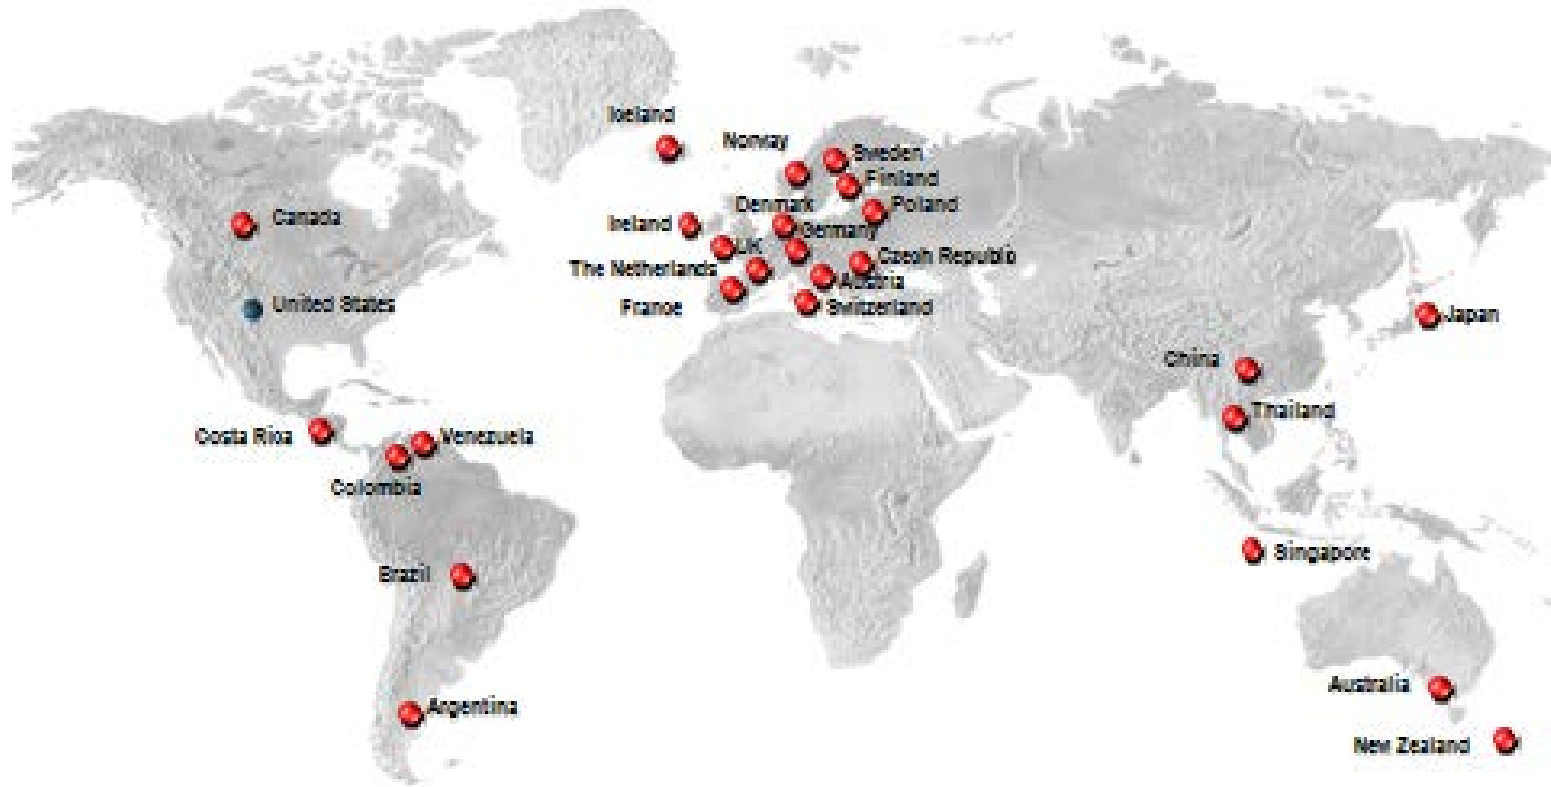 Iceland
Norway
Sweden
Finland
Denmark
Poland
Canada
Ireland
Germany
UK
Czech Republic
The Netherlands
Austria
United States
France
Switzerland
Japan
China
Thailand
Costa Rica
Venezuela
Colombia
Singapore
Brazil
Australia
Argentina
New Zealand